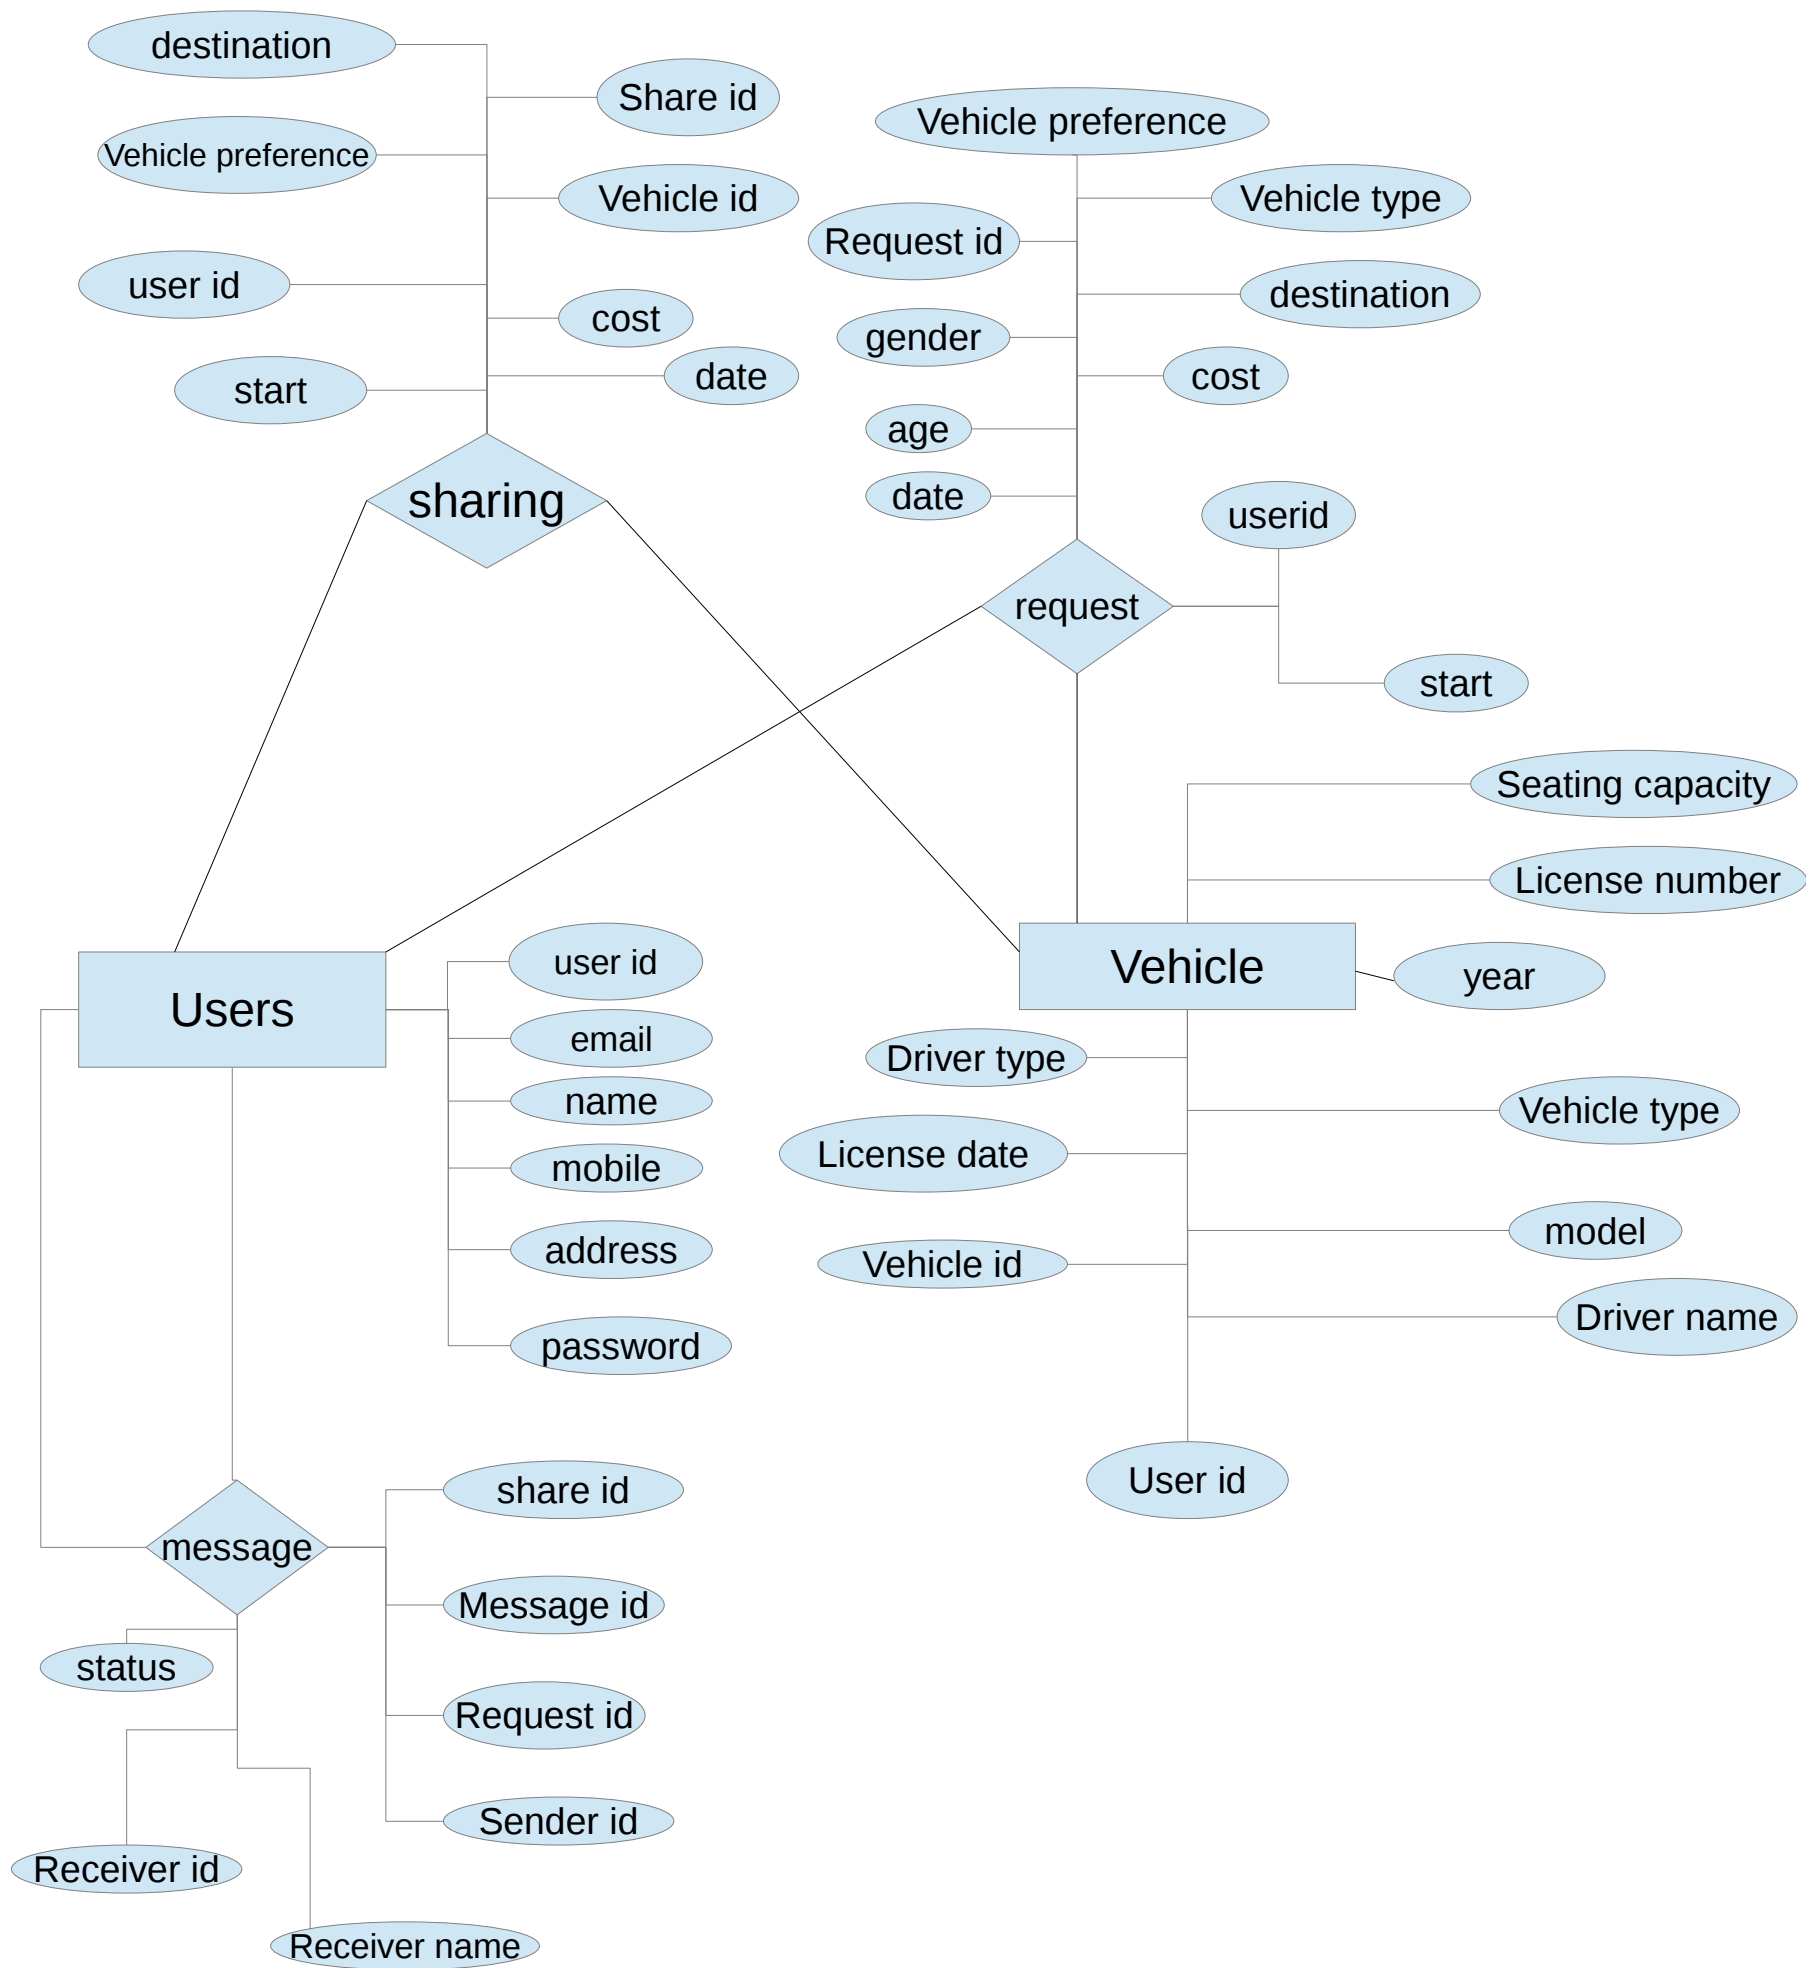 destination
Share id
Vehicle preference
Vehicle preference
Vehicle id
Vehicle type
Request id
user id
destination
cost
gender
date
cost
start
age
date
sharing
userid
request
start
Seating capacity
License number
user id
Vehicle
year
Users
email
Driver type
name
Vehicle type
License date
mobile
model
address
Vehicle id
Driver name
password
User id
share id
message
Message id
status
Request id
Sender id
Receiver id
Receiver name